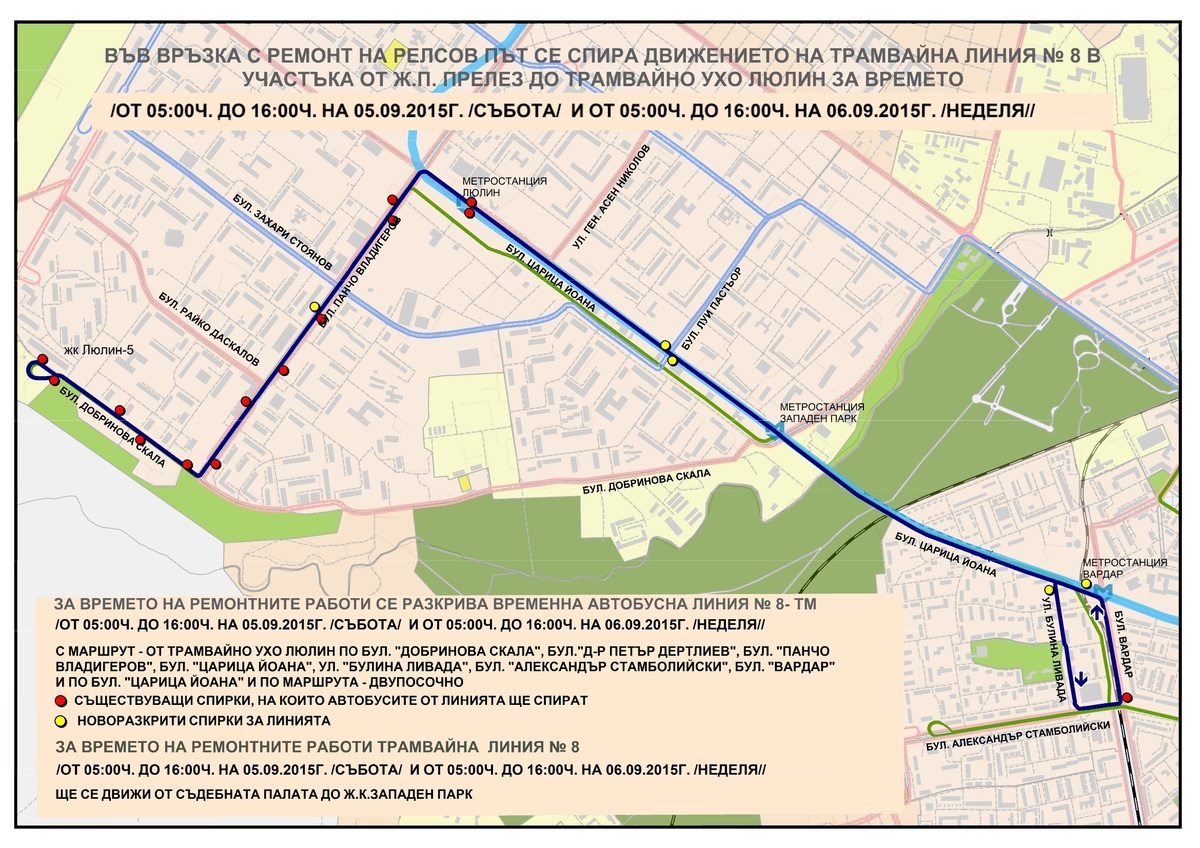 ВЪВ ВРЪЗКА С РЕМОНТ НА РЕЛСОВ ПЪТ СЕ СПИРА ДВИЖЕНИЕТО НА ТРАМВАЙНА ЛИНИЯ № 8 В
УЧАСТЪКА ОТ Ж.П. ПРЕЛЕЗ ДО ТРАМВАЙНО УХО ЛЮЛИН ЗА ВРЕМЕТО
/ОТ 05:00Ч. ДО 16:00Ч. НА 05.09.2015Г. /СЪБОТА/ И ОТ 05:00Ч. ДО 16:00Ч. НА 06.09.2015Г. /НЕДЕЛЯ//
МЕТРОСТАНЦИЯ
ЛЮЛИН
УЛ. ГЕН. АСЕН НИКОЛОВ
БУЛ. ЗАХАРИ СТОЯНОВ
БУЛ. ПАНЧО ВЛАДИГЕРОВ
БУЛ. ЦАРИЦА ЙОАНА
БУЛ. ЛУИ ПАСТЬОР
БУЛ. РАЙКО ДАСКАЛОВ
жк Люлин-5
БУЛ. ДОБРИНОВА СКАЛА
МЕТРОСТАНЦИЯ
ЗАПАДЕН ПАРК
БУЛ. ДОБРИНОВА СКАЛА
БУЛ. ЦАРИЦА ЙОАНА
МЕТРОСТАНЦИЯ
ВАРДАР
УЛ. БУЛИНА ЛИВАДА
БУЛ. ВАРДАР
БУЛ. АЛЕКСАНДЪР СТАМБОЛИЙСКИ
ЗА ВРЕМЕТО НА РЕМОНТНИТЕ РАБОТИ СЕ РАЗКРИВА ВРЕМЕННА АВТОБУСНА ЛИНИЯ № 8- ТМ
/ОТ 05:00Ч. ДО 16:00Ч. НА 05.09.2015Г. /СЪБОТА/ И ОТ 05:00Ч. ДО 16:00Ч. НА 06.09.2015Г. /НЕДЕЛЯ//
С МАРШРУТ - ОТ ТРАМВАЙНО УХО ЛЮЛИН ПО БУЛ. "ДОБРИНОВА СКАЛА", БУЛ."Д-Р ПЕТЪР ДЕРТЛИЕВ", БУЛ. "ПАНЧО
ВЛАДИГЕРОВ", БУЛ. "ЦАРИЦА ЙОАНА", УЛ. "БУЛИНА ЛИВАДА", БУЛ. "АЛЕКСАНДЪР СТАМБОЛИЙСКИ, БУЛ. "ВАРДАР"
И ПО БУЛ. "ЦАРИЦА ЙОАНА" И ПО МАРШРУТА - ДВУПОСОЧНО
СЪЩЕСТВУВАЩИ СПИРКИ, НА КОИТО АВТОБУСИТЕ ОТ ЛИНИЯТА ЩЕ СПИРАТ
НОВОРАЗКРИТИ СПИРКИ ЗА ЛИНИЯТА
ЗА ВРЕМЕТО НА РЕМОНТНИТЕ РАБОТИ ТРАМВАЙНА ЛИНИЯ № 8
/ОТ 05:00Ч. ДО 16:00Ч. НА 05.09.2015Г. /СЪБОТА/ И ОТ 05:00Ч. ДО 16:00Ч. НА 06.09.2015Г. /НЕДЕЛЯ//
ЩЕ СЕ ДВИЖИ ОТ СЪДЕБНАТА ПАЛАТА ДО Ж.К.ЗАПАДЕН ПАРК